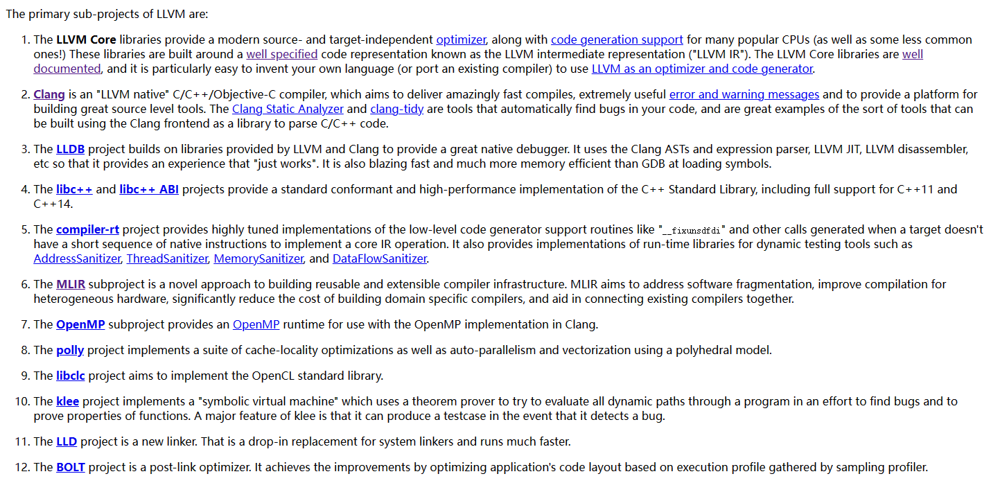 The primary sub-projects of LLVM are:
1. The LLVM Core libraries provide a modern source- and target-independent optimizer, along with code generation support for many popular CPUs (as well as some less common
ones!) These libraries are built around a well specified code representation known as the LLVM intermediate representation ("LLVM IR"). The LLVM Core libraries are well
documented, and it is particularly easy to invent your own language (or port an existing compiler) to use LLVM as an optimizer and code generator.
2. Clang is an "LLVM native" C/C++/Objective-C compiler, which aims to deliver amazingly fast compiles, extremely useful error and warning messages and to provide a platform for
building great source level tools. The Clang Static Analyzer and clang-tidy are tools that automatically find bugs in your code, and are great examples of the sort of tools that can
be built using the Clang frontend as a library to parse C/C++ code.
3. The LLDB project builds on libraries provided by LLVM and Clang to provide a great native debugger. It uses the Clang ASTs and expression parser, LLVM JIT, LLVM disassembler,
etc so that it provides an experience that "just works". It is also blazing fast and much more memory efficient than GDB at loading symbols.
4. The libc++ and libc++ ABI projects provide a standard conformant and high-performance implementation of the C++ Standard Library, including full support for C++11 and
C++14.
5. The compiler-rt project provides highly tuned implementations of the low-level code generator support routines like "__fixunsdfdi" and other calls generated when a target doesn't
have a short sequence of native instructions to implement a core IR operation. It also provides implementations of run-time libraries for dynamic testing tools such as
AddressSanitizer, ThreadSanitizer, MemorySanitizer, and DataFlowSanitizer.
6. The MLIR subproject is a novel approach to building reusable and extensible compiler infrastructure. MLIR aims to address software fragmentation, improve compilation for
heterogeneous hardware, significantly reduce the cost of building domain specific compilers, and aid in connecting existing compilers together.
7. The OpenMP subproject provides an OpenMP runtime for use with the OpenMP implementation in Clang.
8. The polly project implements a suite of cache-locality optimizations as well as auto-parallelism and vectorization using a polyhedral model.
9. The libclc project aims to implement the OpenCL standard library.
10. The klee project implements a "symbolic virtual machine" which uses a theorem prover to try to evaluate all dynamic paths through a program in an effort to find bugs and to
prove properties of functions. A major feature of klee is that it can produce a testcase in the event that it detects a bug.
11. The LLD project is a new linker. That is a drop-in replacement for system linkers and runs much faster.
12. The BOLT project is a post-link optimizer. It achieves the improvements by optimizing application's code layout based on execution profile gathered by sampling profiler.